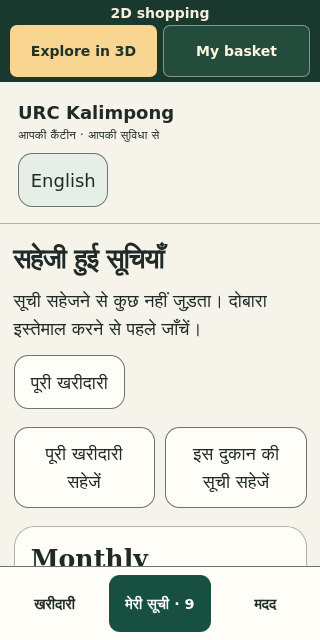 2D shopping
Explore in 3D
My basket
URC Kalimpong
आपकी कैंटीन · आपकी सुविधा से
English
सहेजी हुई सूचियाँ
सूची सहेजने से कुछ नहीं जुड़ता। दोबारा
इस्तेमाल करने से पहले जाँचें।
पूरी खरीदारी
पूरी खरीदारी
सहेजें
इस दुकान की
सूची सहेजें
Monthly
खरीदारी
मेरी सूची · 9
मदद